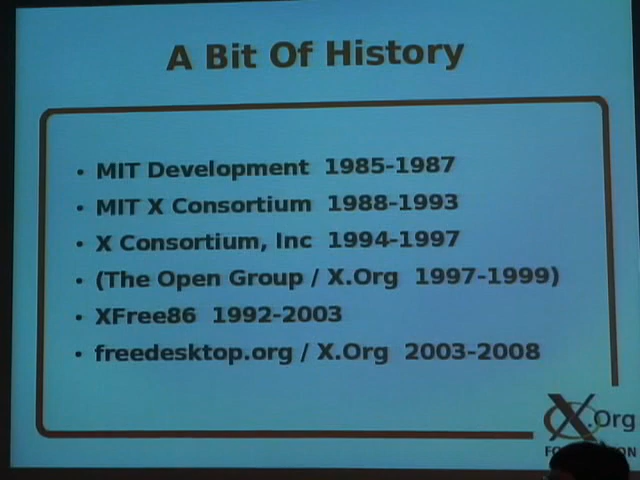 A Bit Of History
• MIT Development 1985-1987
• MIT X Consortium 1988-1993
• X Consortium, Inc 1994-1997
• (The Open Group / X.Org 1997-1999)
• XFree86 1992-2003
• freedesktop.org / X.Org 2003-2008
X.Org